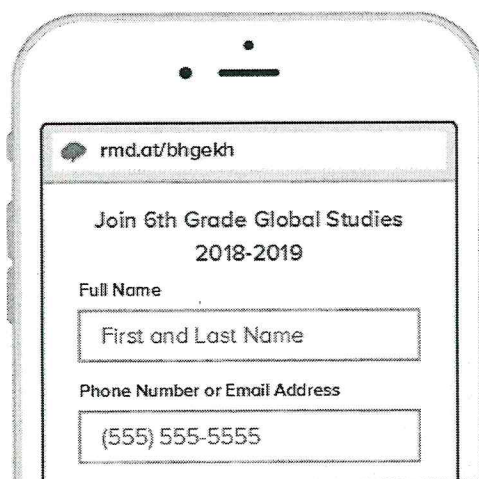 rmd.at/bhgekh
Join 6th Grade Global Studies
2018-2019
Full Name
First and Last Name
Phone Number or Email Address
(555) 555-5555